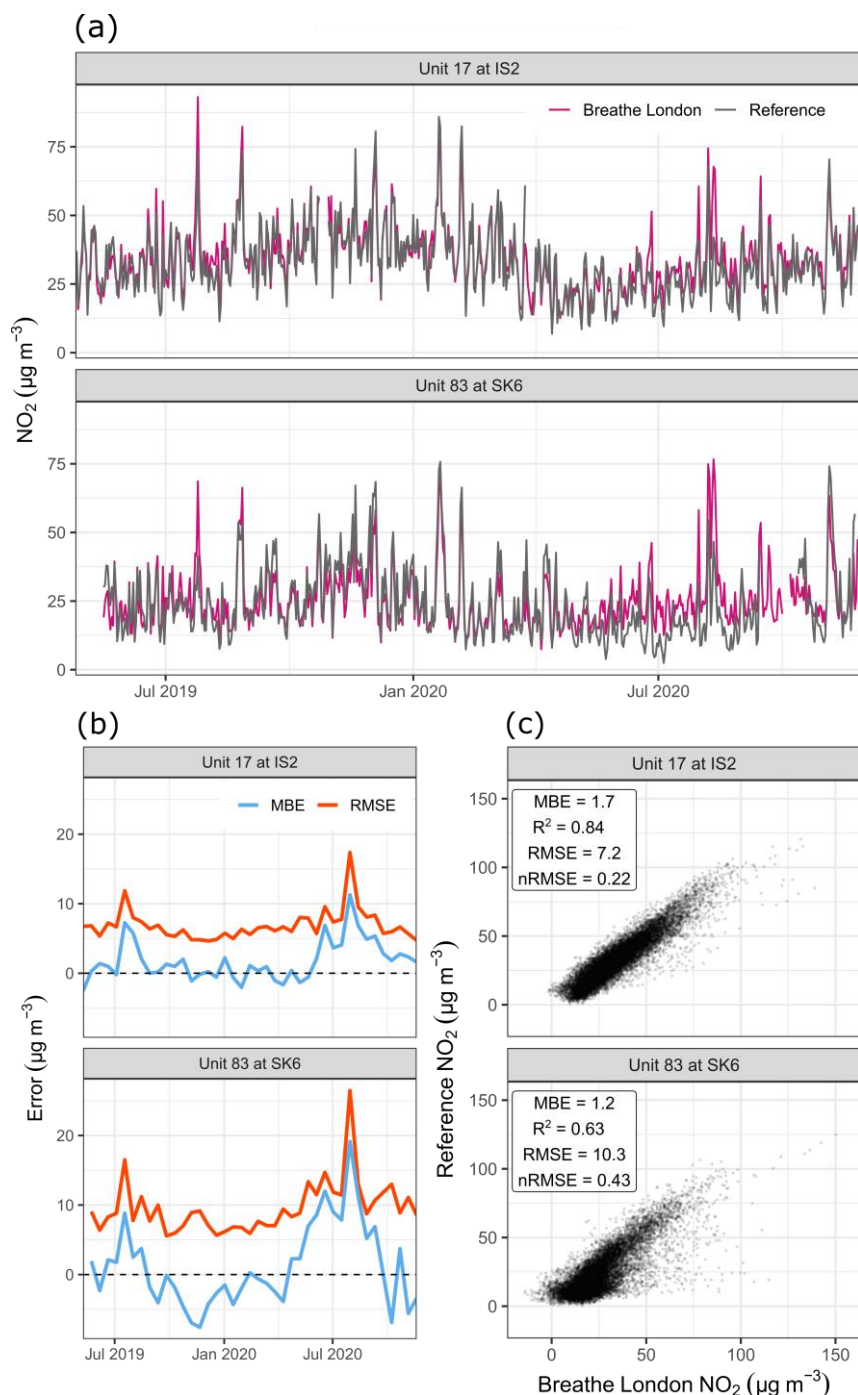 (a)
Unit 17 at IS2
Breathe London Reference
75
50
25
0
NO₂ (µg m⁻³)
Unit 83 at SK6
75
50
25
0
Jul 2019 Jan 2020 Jul 2020
(b)
Unit 17 at IS2
MBE RMSE
20
10
0
Error (µg m⁻³)
Unit 83 at SK6
20
10
0
Jul 2019 Jan 2020 Jul 2020
(c)
Unit 17 at IS2
MBE = 1.7
R² = 0.84
RMSE = 7.2
nRMSE = 0.22
150
100
50
0
Reference NO₂ (µg m⁻³)
Unit 83 at SK6
MBE = 1.2
R² = 0.63
RMSE = 10.3
nRMSE = 0.43
150
100
50
0
0 50 100 150
Breathe London NO₂ (µg m⁻³)